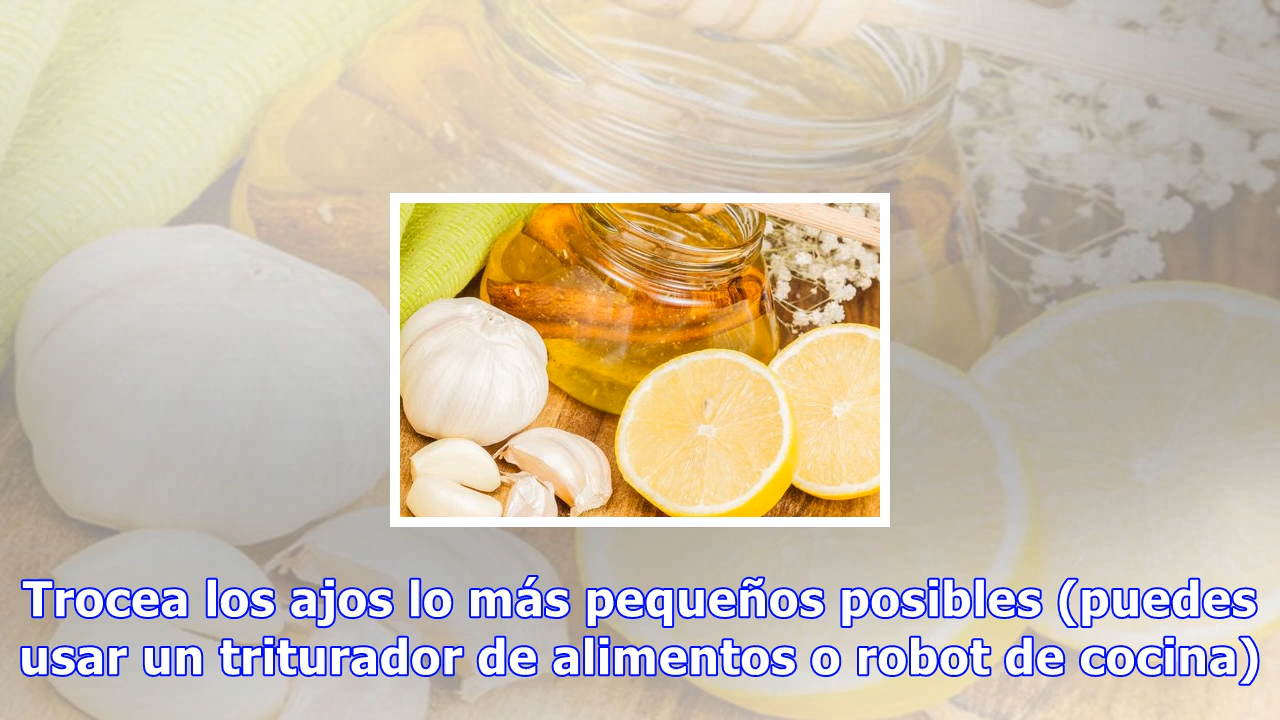 Trocea los ajos lo más pequeños posibles (puedes
usar un triturador de alimentos o robot de cocina)